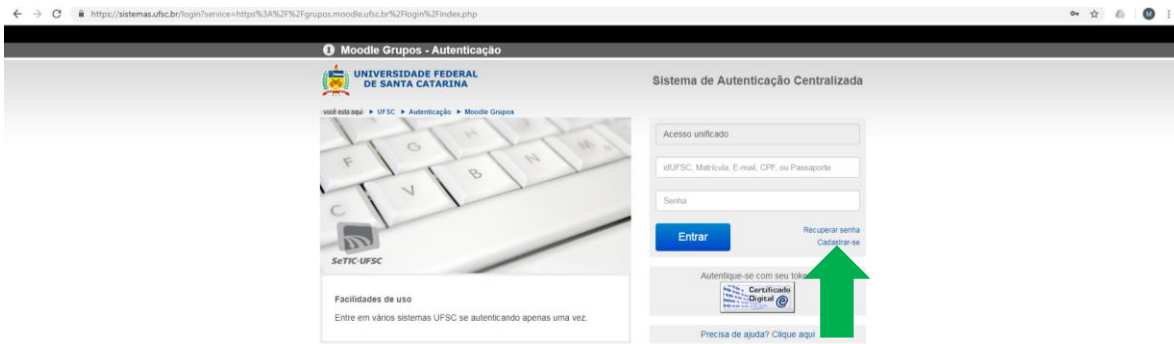 https://sistemas.ufsc.br/login?service=https%3A%2F%2Fgrupos.moodle.ufsc.br%2Flogin%2Findex.php
Moodle Grupos - Autenticação
UNIVERSIDADE FEDERAL
DE SANTA CATARINA
Sistema de Autenticação Centralizada
você esta aqui ► UFSC ► Autenticação ► Moodle Grupos
Acesso unificado
idUFSC, Matrícula, E-mail, CPF, ou Passaporte
Senha
Entrar
Recuperar senha
Cadastrar-se
F G H N M
C V B
SeTIC-UFSC
Autentique-se com seu
Certificado
Digital
Facilidades de uso
Entre em vários sistemas UFSC se autenticando apenas uma vez.
Precisa de ajuda? Clique aqui